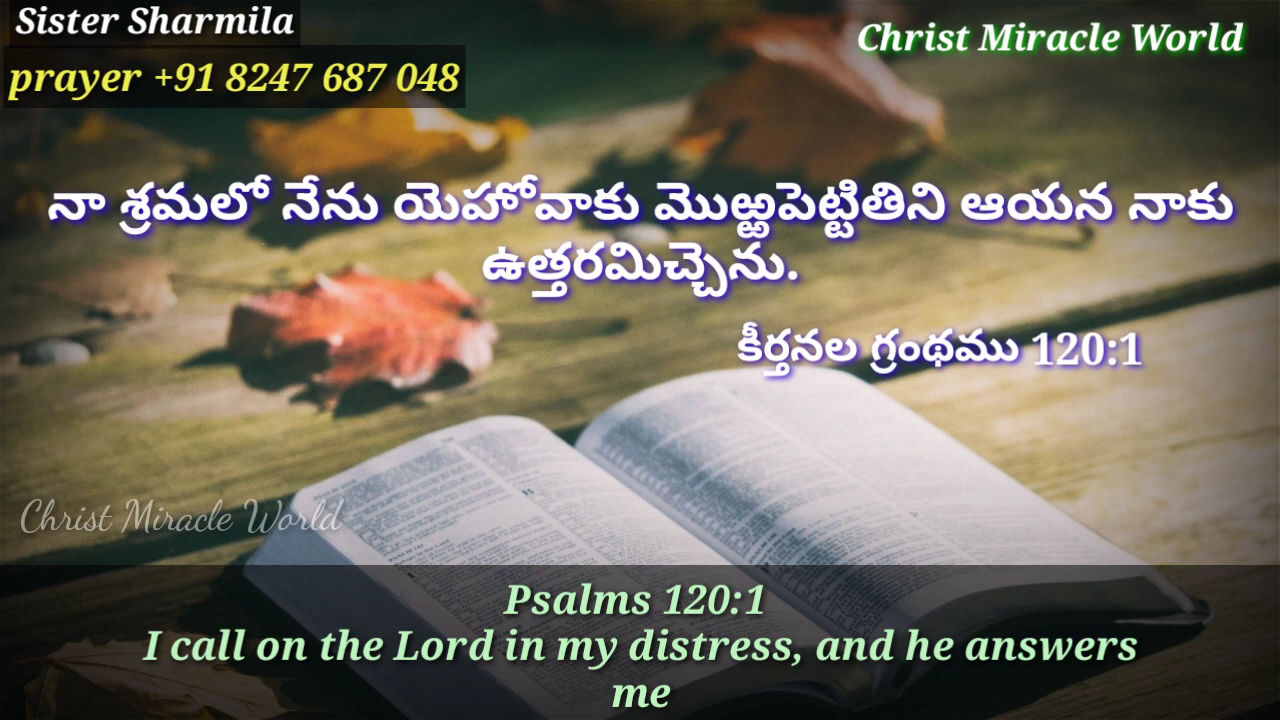 Sister Sharmila
prayer +91 8247 687 048
Christ Miracle World
నా శ్రమలో నేను యెహోవాకు మొఱ్ఱపెట్టితిని ఆయన నాకు
ఉత్తరమిచ్చెను.
కీర్తనల గ్రంథము 120:1
Christ Miracle World
Psalms 120:1
I call on the Lord in my distress, and he answers
me